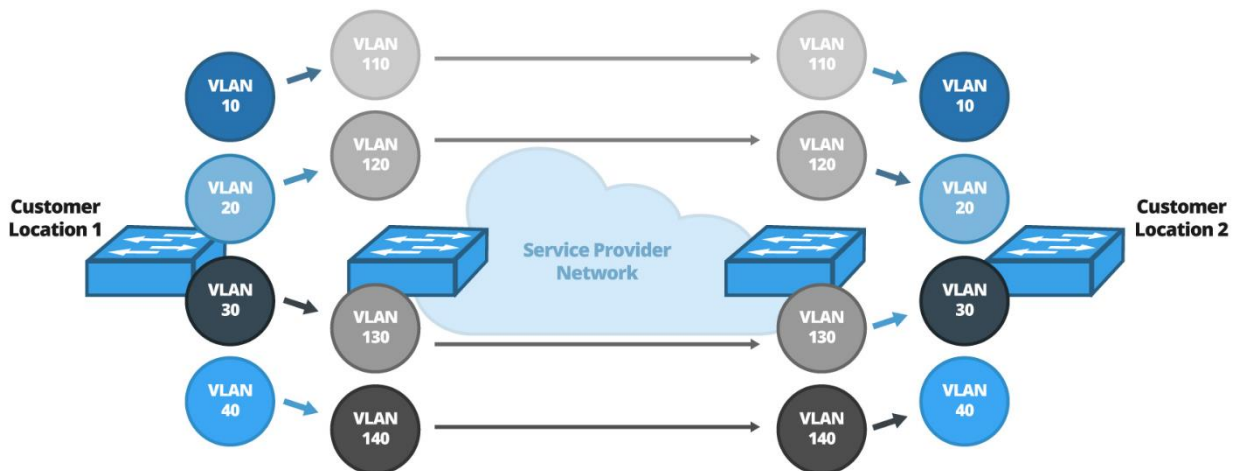 VLAN
110
VLAN
110
VLAN
10
VLAN
10
VLAN
120
VLAN
120
VLAN
20
VLAN
20
Customer
Location 1
Service Provider
Network
Customer
Location 2
VLAN
30
VLAN
30
VLAN
130
VLAN
130
VLAN
40
VLAN
40
VLAN
140
VLAN
140